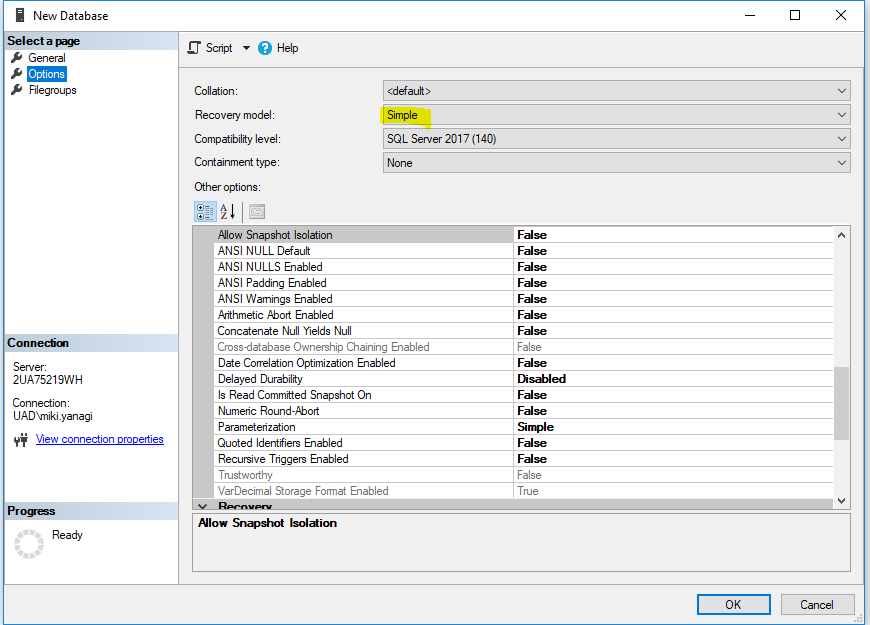 New Database
Select a page
General
Options
Filegroups
Script
Help
Collation:
<default>
Recovery model:
Simple
Compatibility level:
SQL Server 2017 (140)
Containment type:
None
Other options:
Allow Snapshot Isolation False
ANSI NULL Default False
ANSI NULLS Enabled False
ANSI Padding Enabled False
ANSI Warnings Enabled False
Arithmetic Abort Enabled False
Concatenate Null Yields Null False
Cross-database Ownership Chaining Enabled False
Date Correlation Optimization Enabled False
Delayed Durability Disabled
Is Read Committed Snapshot On False
Numeric Round-Abort False
Parameterization Simple
Quoted Identifiers Enabled False
Recursive Triggers Enabled False
Trustworthy False
VarDecimal Storage Format Enabled True
Recovery
Allow Snapshot Isolation
Connection
Server:
2UA75219WH
Connection:
UAD\miki.yanagi
View connection properties
Progress
Ready
OK
Cancel